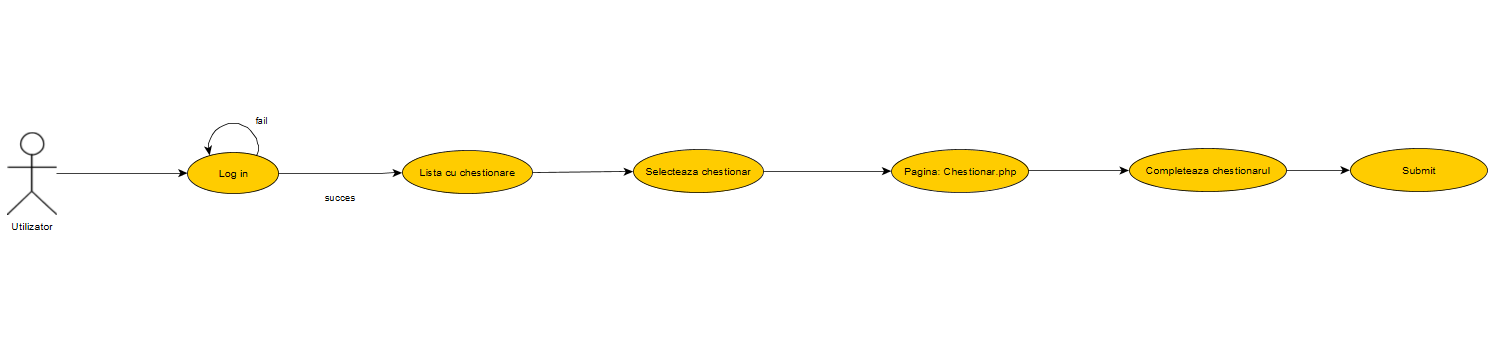 fail
Log in
Lista cu chestionare
Selecteaza chestionar
Pagina: Chestionar.php
Completeaza chestionarul
Submit
succes
Utilizator